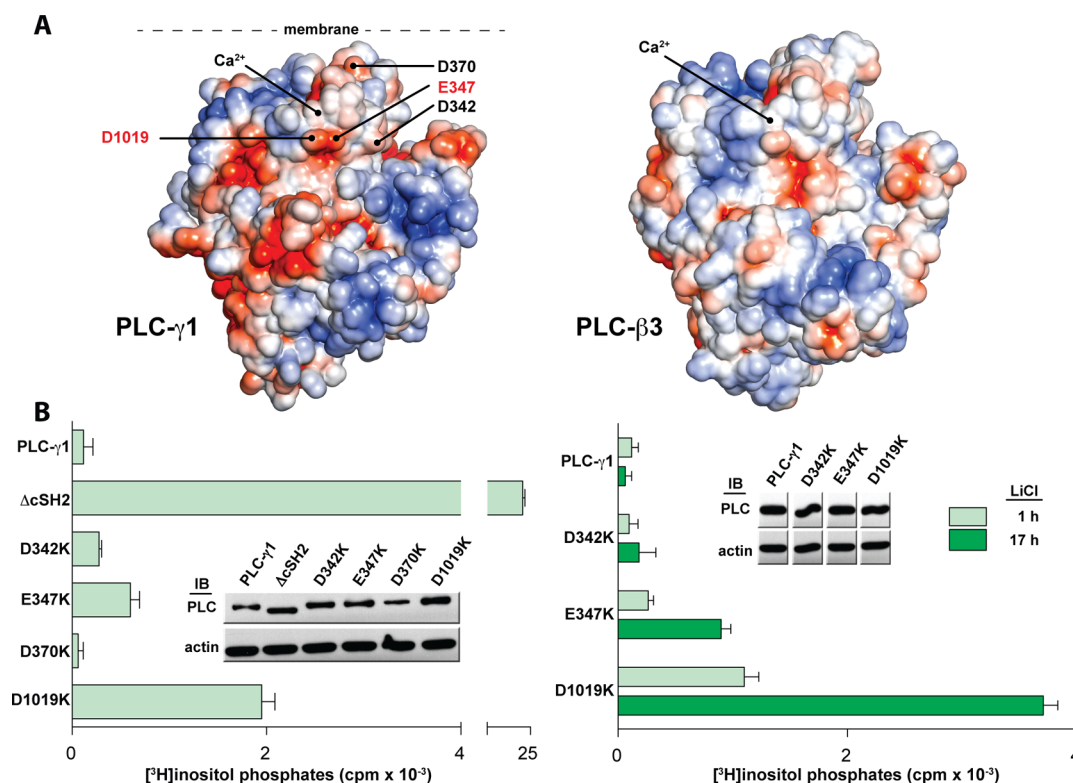 A
membrane
Ca²⁺
D370
E347
D342
D1019
PLC-γ1
Ca²⁺
PLC-β3
B
PLC-γ1
ΔcSH2
D342K
E347K
D370K
D1019K
IB
PLC-γ1
ΔcSH2
D342K
E347K
D370K
D1019K
PLC
actin
0
2
4
25
[³H]inositol phosphates (cpm x 10⁻³)
PLC-γ1
D342K
E347K
D1019K
IB
PLC-γ1
D342K
E347K
D1019K
PLC
actin
LiCl
1 h
17 h
0
2
4
[³H]inositol phosphates (cpm x 10⁻³)